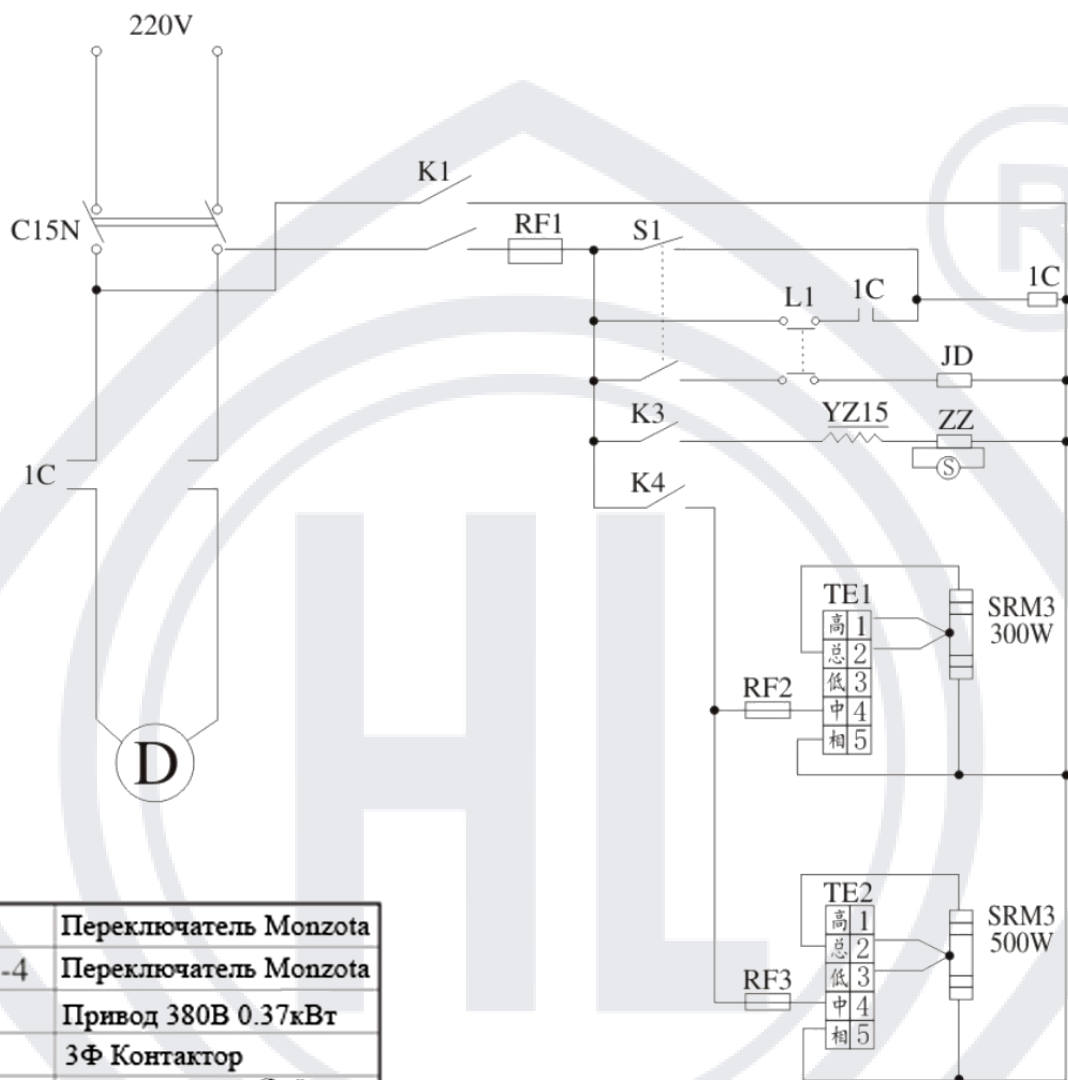 220V
K1
C15N
RF1
S1
1C
L1
1C
JD
K3
YZ15
ZZ
S
1C
K4
TE1
SRM3
300W
高 1
总 2
低 3
中 4
相 5
RF2
D
TE2
SRM3
500W
高 1
总 2
低 3
中 4
相 5
RF3
Переключатель Monzota
-4 Переключатель Monzota
Привод 380В 0.37кВт
3Ф Контактор
HL
R